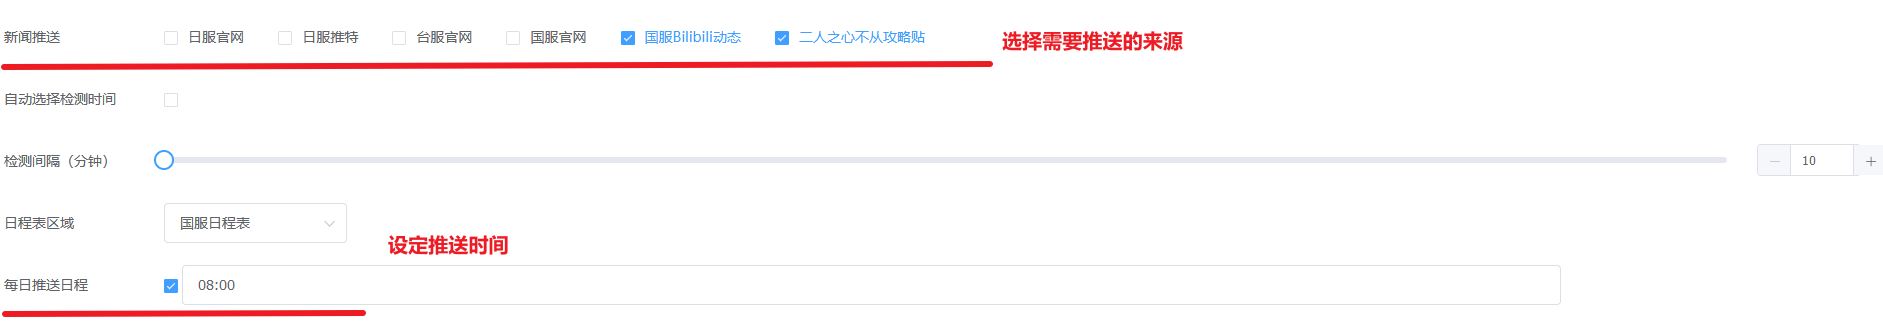 新闻推送 日服官网 日服推特 台服官网 国服官网 国服Bilibili动态 二人之心不从攻略贴 选择需要推送的来源
自动选择检测时间
检测间隔（分钟） 10
日程表区域 国服日程表
设定推送时间
每日推送日程 08:00